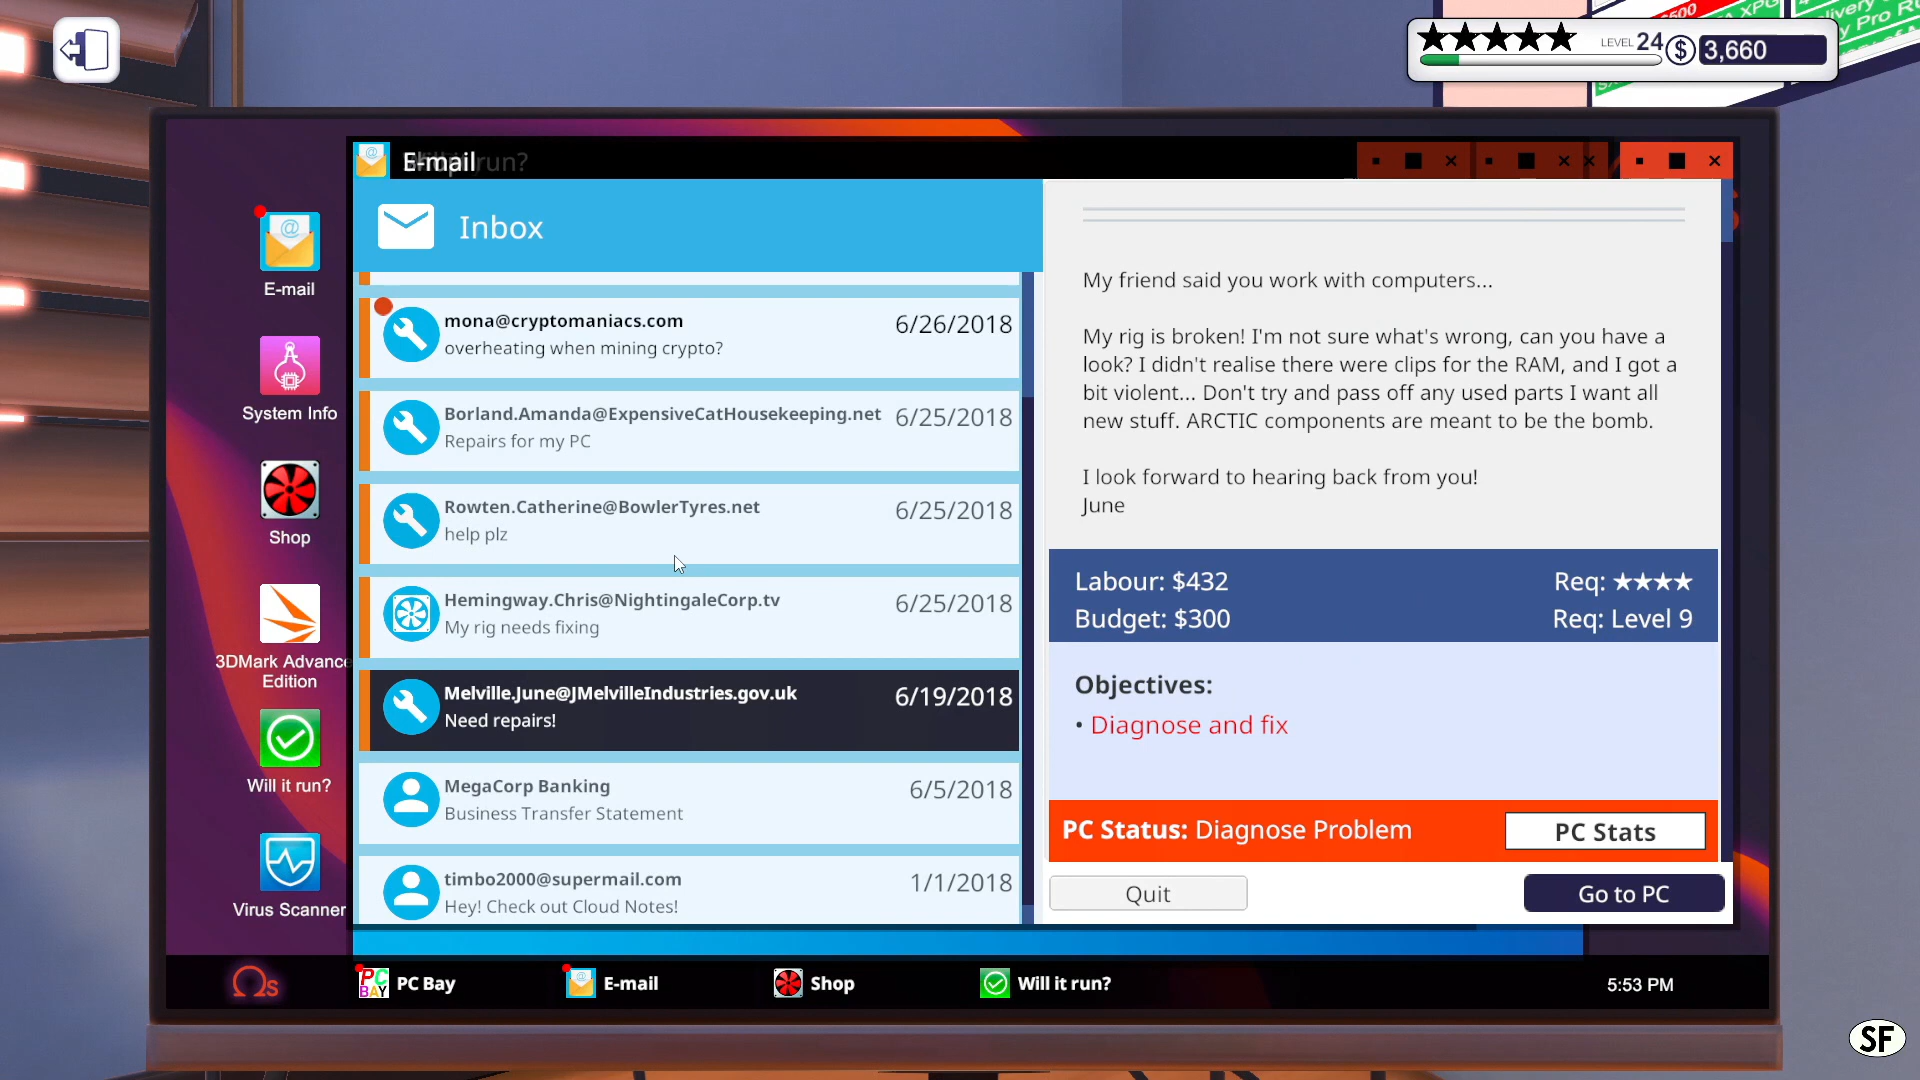 LEVEL 24
$ 3,660
E-mail
Inbox
mona@cryptomaniacs.com
6/26/2018
overheating when mining crypto?
Borland.Amanda@ExpensiveCatHousekeeping.net
6/25/2018
Repairs for my PC
Rowten.Catherine@BowlerTyres.net
6/25/2018
help plz
Hemingway.Chris@NightingaleCorp.tv
6/25/2018
My rig needs fixing
Melville.June@JMelvilleIndustries.gov.uk
6/19/2018
Need repairs!
MegaCorp Banking
6/5/2018
Business Transfer Statement
timbo2000@supermail.com
1/1/2018
Hey! Check out Cloud Notes!
My friend said you work with computers...
My rig is broken! I'm not sure what's wrong, can you have a
look? I didn't realise there were clips for the RAM, and I got a
bit violent... Don't try and pass off any used parts I want all
new stuff. ARCTIC components are meant to be the bomb.
I look forward to hearing back from you!
June
Labour: $432
Req: ★★★★
Budget: $300
Req: Level 9
Objectives:
• Diagnose and fix
PC Status: Diagnose Problem
PC Stats
Quit
Go to PC
E-mail
System Info
Shop
3DMark Advance
Edition
Will it run?
Virus Scanner
Ωs
PC Bay
E-mail
Shop
Will it run?
5:53 PM
SF